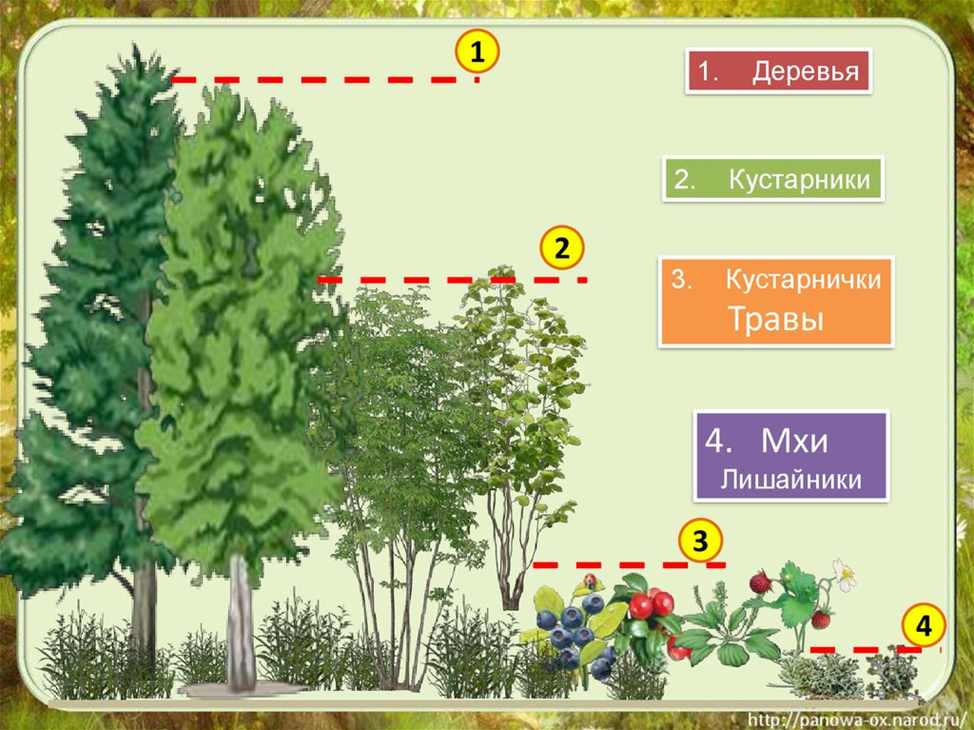 1
1. Деревья
2. Кустарники
2
3. Кустарнички
Травы
4. Мхи
Лишайники
3
4
http://panowa-ox.narod.ru/